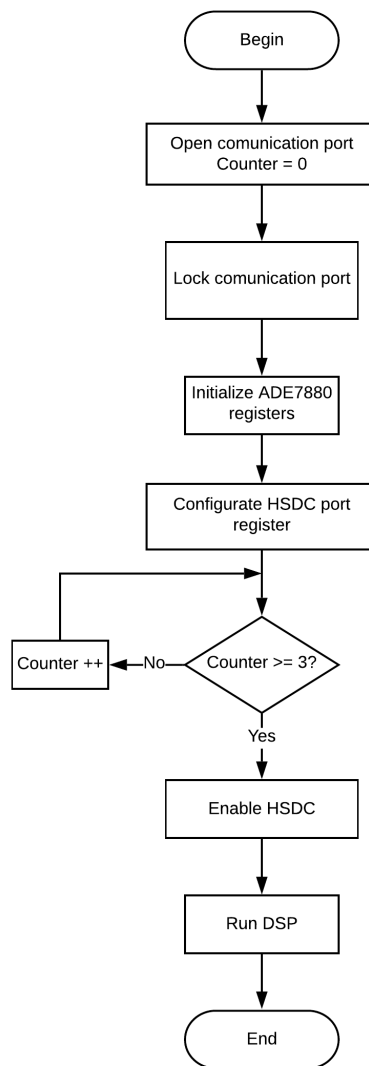 Begin
Open comunication port
Counter = 0
Lock comunication port
Initialize ADE7880
registers
Configurate HSDC port
register
Counter ++
No
Counter >= 3?
Yes
Enable HSDC
Run DSP
End